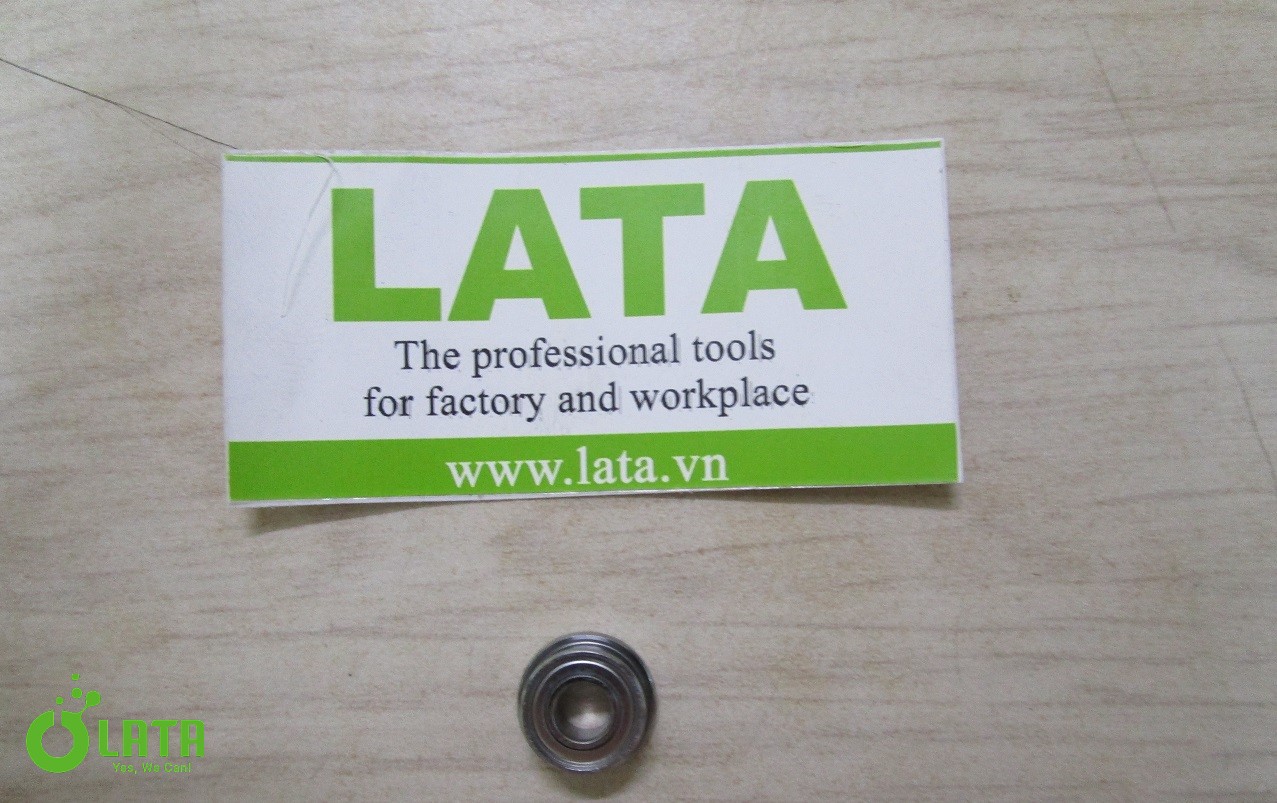 LATA
The professional tools
for factory and workplace
www.lata.vn
LATA
Yes, We Can!